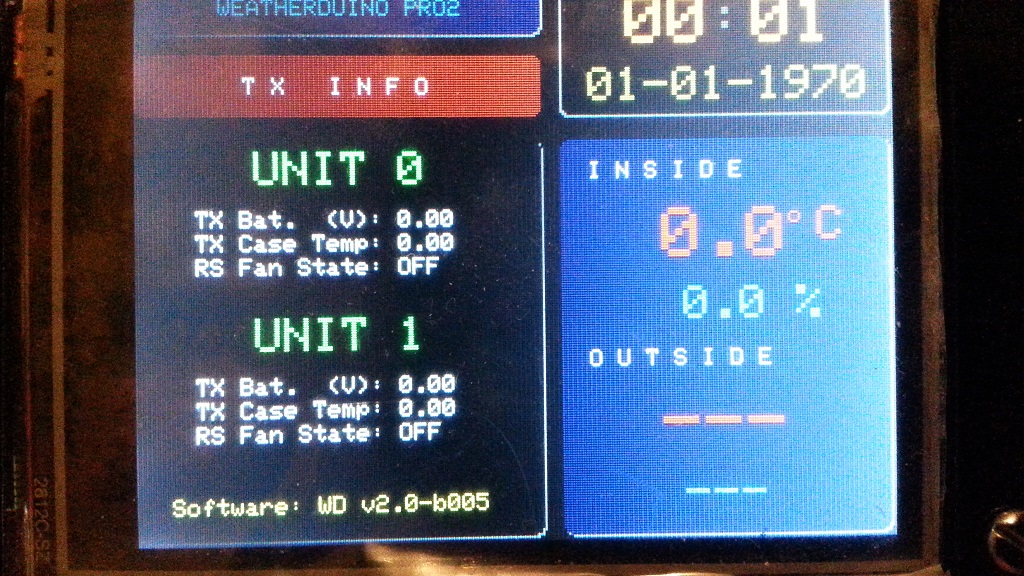 WEATHERDUINO PRO2
TX INFO
UNIT 0
TX Bat. (V): 0.00
TX Case Temp: 0.00
RS Fan State: OFF
UNIT 1
TX Bat. (V): 0.00
TX Case Temp: 0.00
RS Fan State: OFF
Software: WD v2.0-b005
00:01
01-01-1970
INSIDE
0.0°C
0.0 %
OUTSIDE
---
---